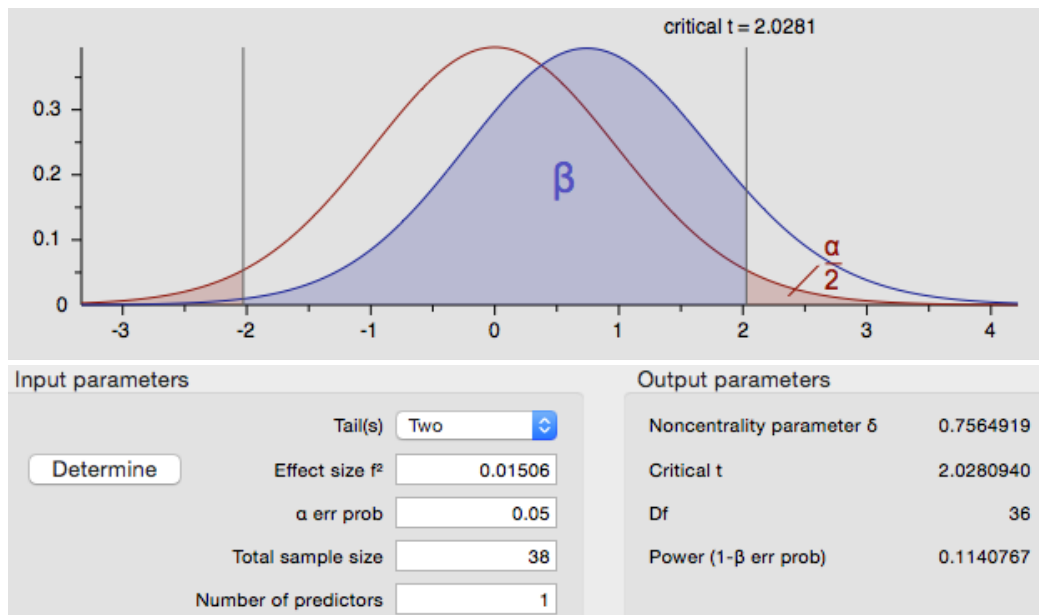 critical t = 2.0281
0.3
0.2
0.1
0
β
α
2
-3 -2 -1 0 1 2 3 4
Input parameters
Tail(s) Two
Determine Effect size f² 0.01506
α err prob 0.05
Total sample size 38
Number of predictors 1
Output parameters
Noncentrality parameter δ 0.7564919
Critical t 2.0280940
Df 36
Power (1-β err prob) 0.1140767